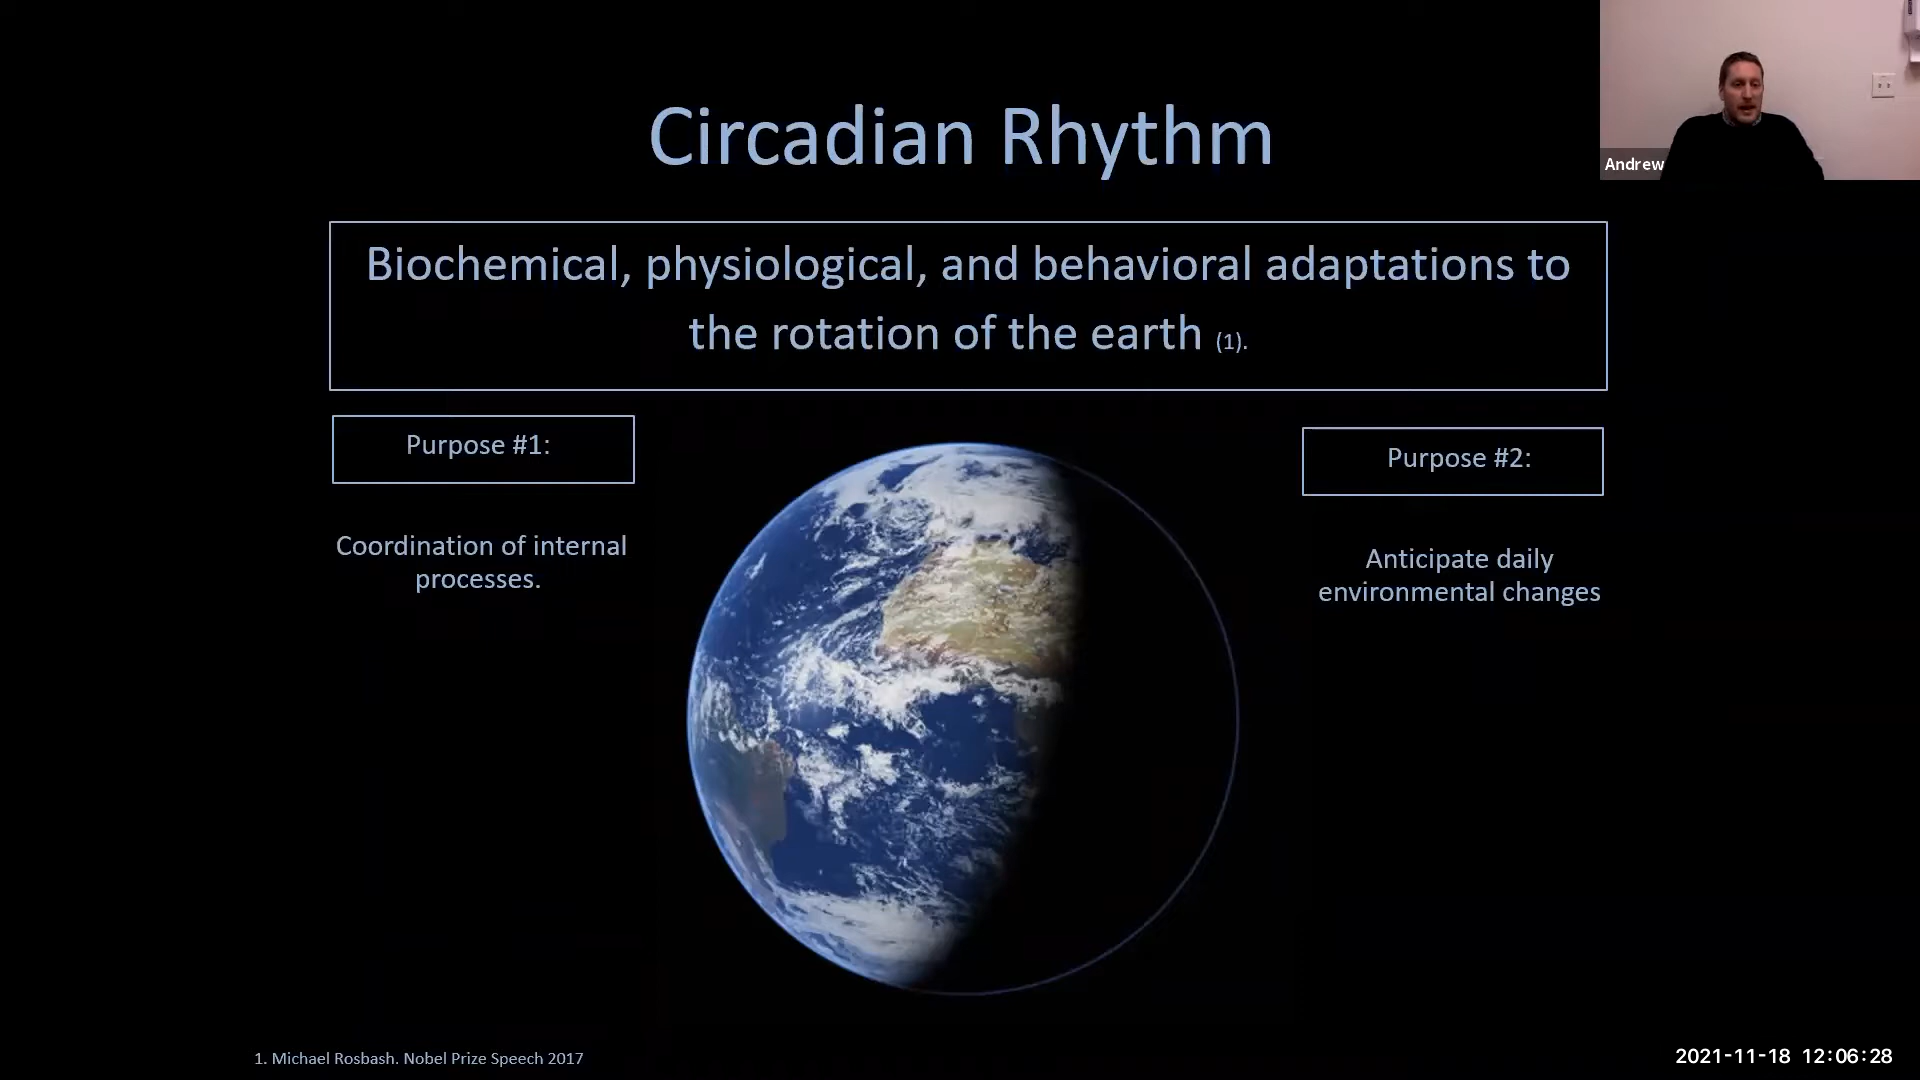 Circadian Rhythm
Andrew
Biochemical, physiological, and behavioral adaptations to
the rotation of the earth (1).
Purpose #1:
Coordination of internal
processes.
Purpose #2:
Anticipate daily
environmental changes
1. Michael Rosbash. Nobel Prize Speech 2017
2021-11-18 12:06:28